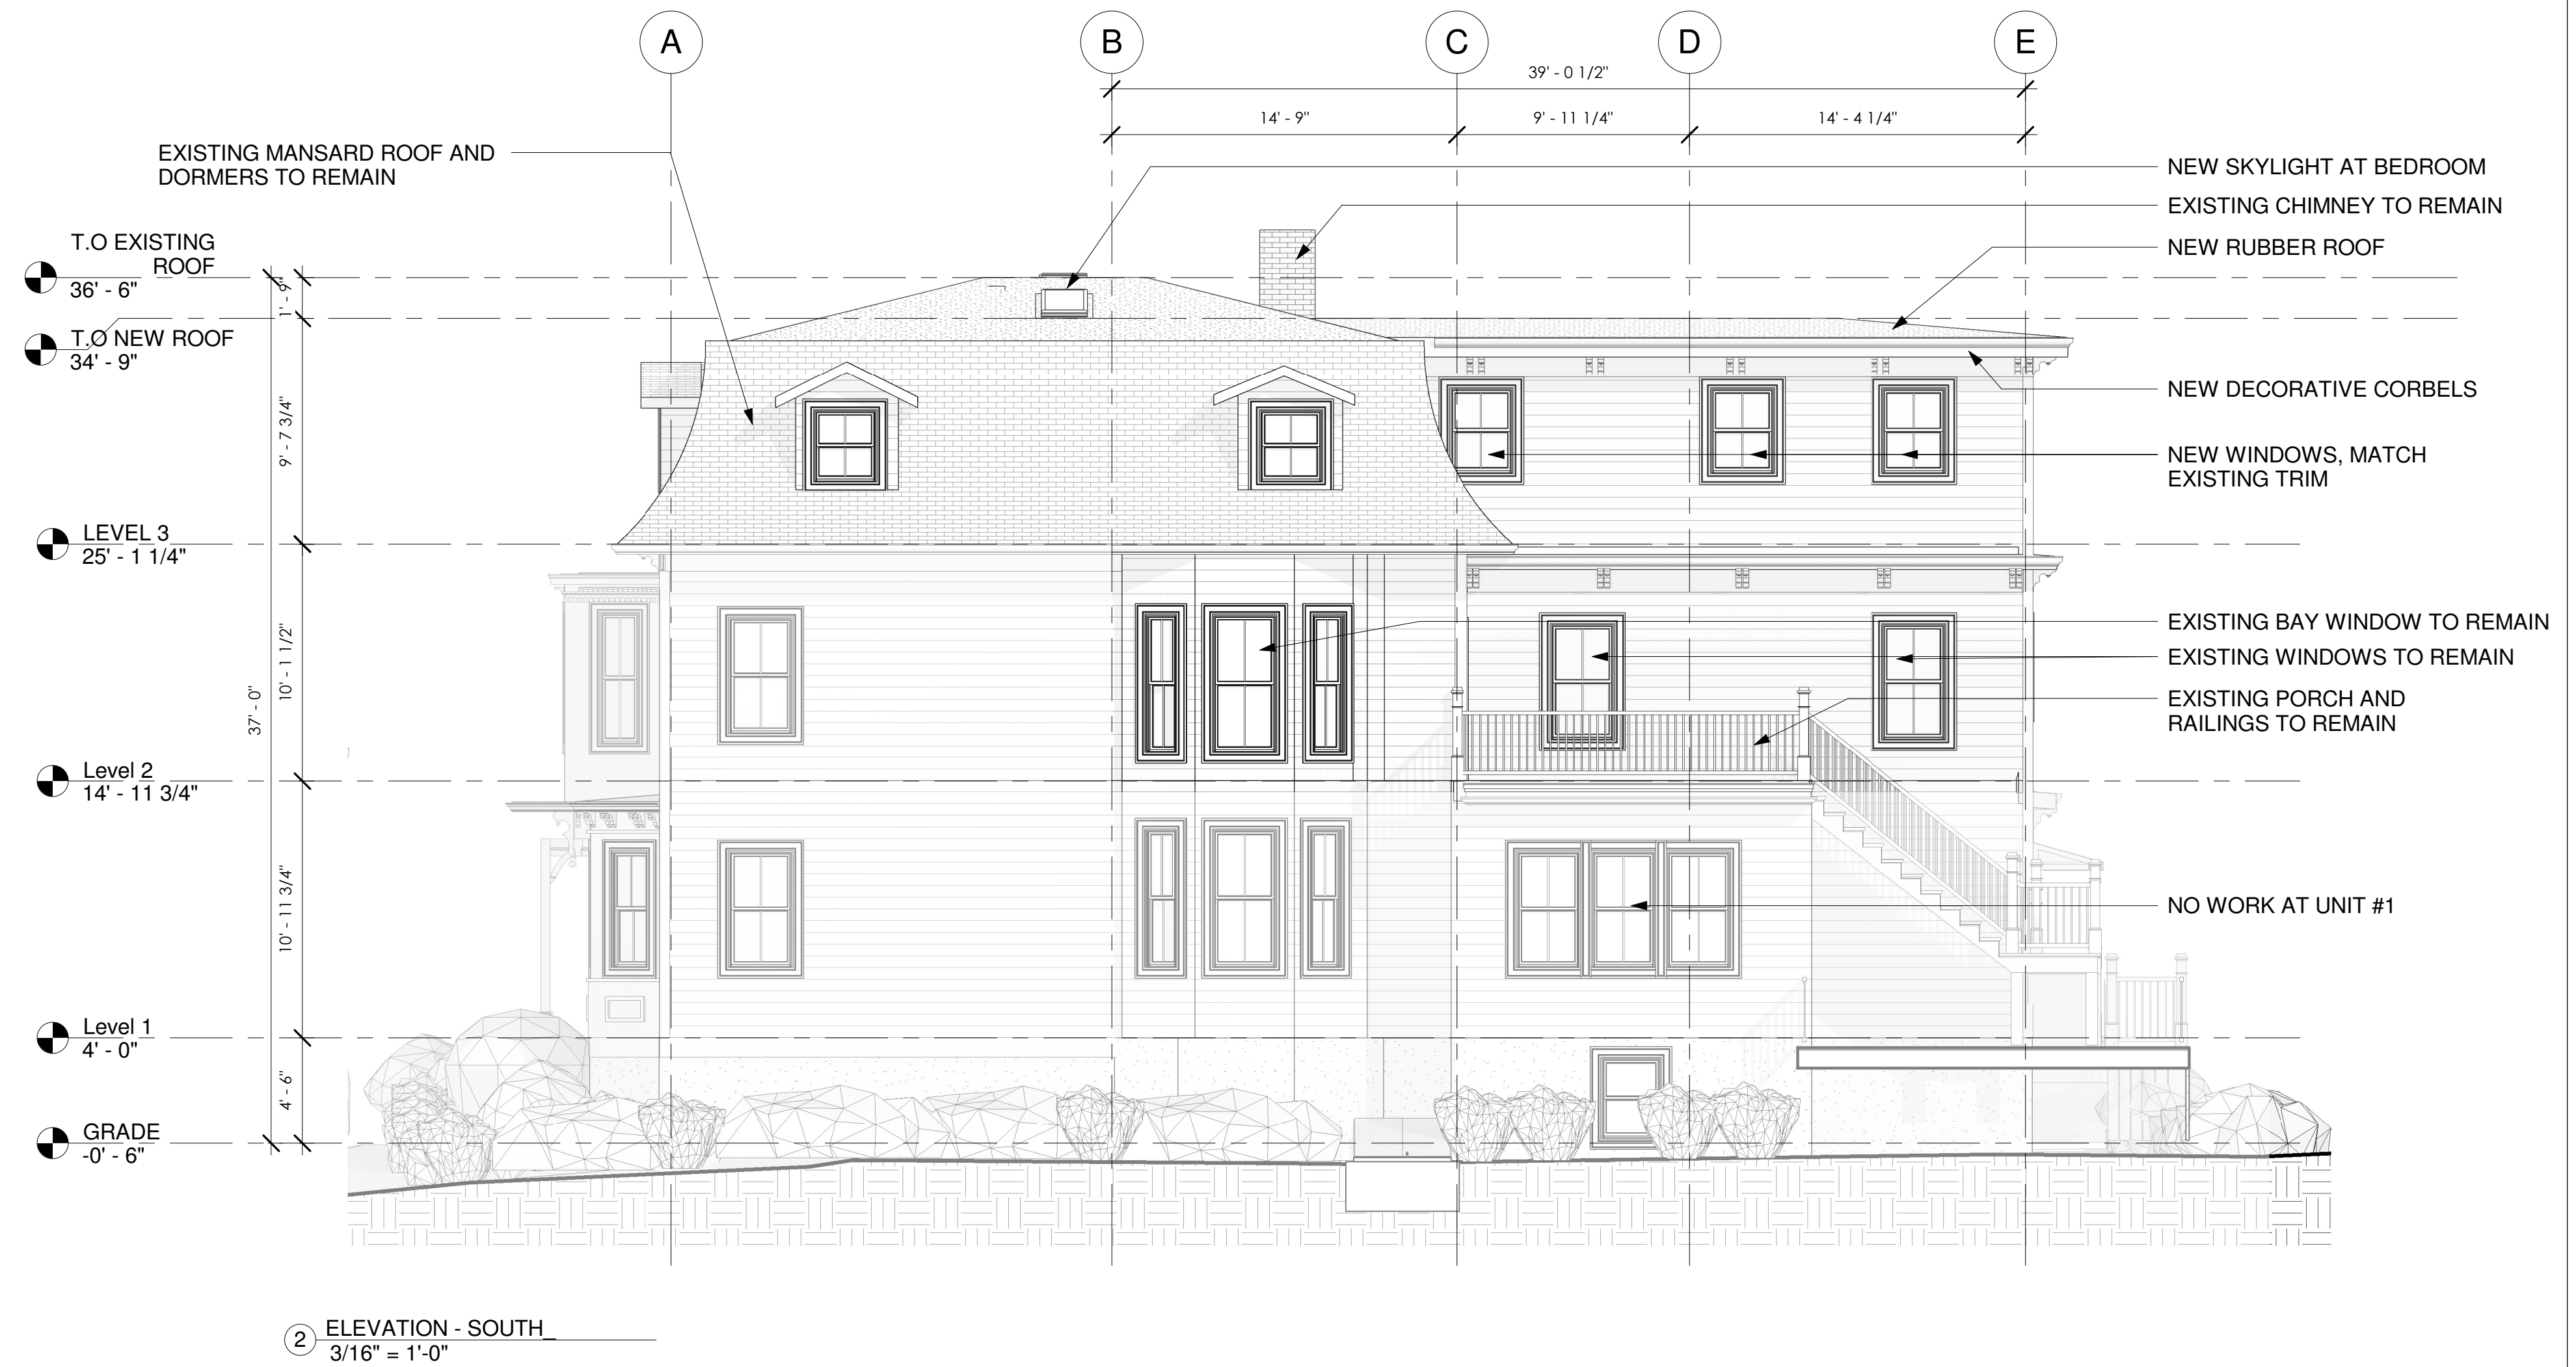 A
B
C
D
E
39' - 0 1/2"
14' - 9"
9' - 11 1/4"
14' - 4 1/4"
EXISTING MANSARD ROOF AND
DORMERS TO REMAIN
NEW SKYLIGHT AT BEDROOM
EXISTING CHIMNEY TO REMAIN
NEW RUBBER ROOF
T.O EXISTING
ROOF
36' - 6"
1' - 9"
T.O NEW ROOF
34' - 9"
NEW DECORATIVE CORBELS
9' - 7 3/4"
NEW WINDOWS, MATCH
EXISTING TRIM
LEVEL 3
25' - 1 1/4"
EXISTING BAY WINDOW TO REMAIN
10' - 1 1/2"
EXISTING WINDOWS TO REMAIN
37' - 0"
EXISTING PORCH AND
RAILINGS TO REMAIN
Level 2
14' - 11 3/4"
10' - 11 3/4"
NO WORK AT UNIT #1
Level 1
4' - 0"
4' - 6"
GRADE
-0' - 6"
2
ELEVATION - SOUTH_
3/16" = 1'-0"